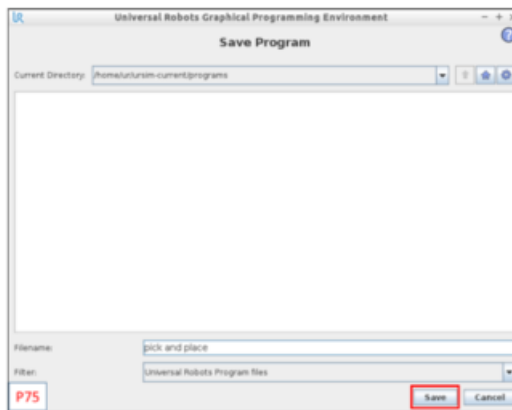 Universal Robots Graphical Programming Environment
Save Program
Current Directory: /home/ur/ursim-current/programs
Filename: pick and place
Filter: Universal Robots Program files
P75 Save Cancel